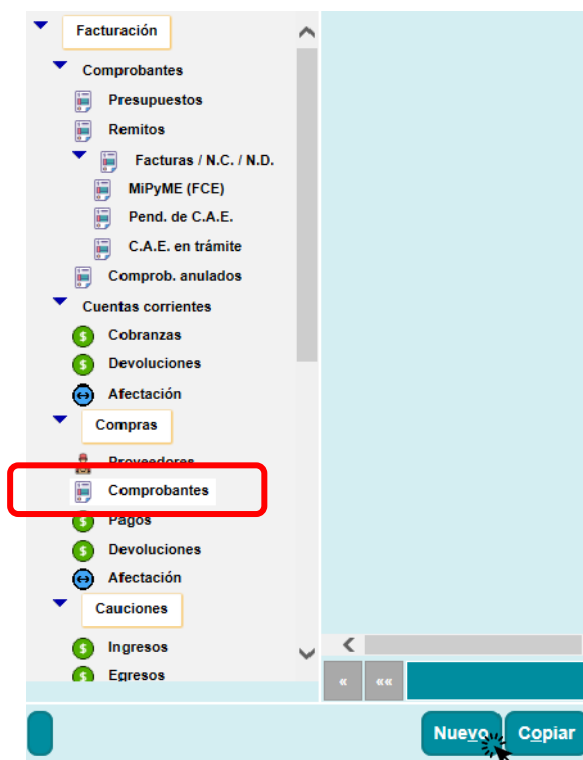 Facturación
Comprobantes
Presupuestos
Remitos
Facturas / N.C. / N.D.
MiPyME (FCE)
Pend. de C.A.E.
C.A.E. en trámite
Comprob. anulados
Cuentas corrientes
Cobranzas
Devoluciones
Afectación
Compras
Proveedores
Comprobantes
Pagos
Devoluciones
Afectación
Cauciones
Ingresos
Egresos
« ««
Nuevo Copiar